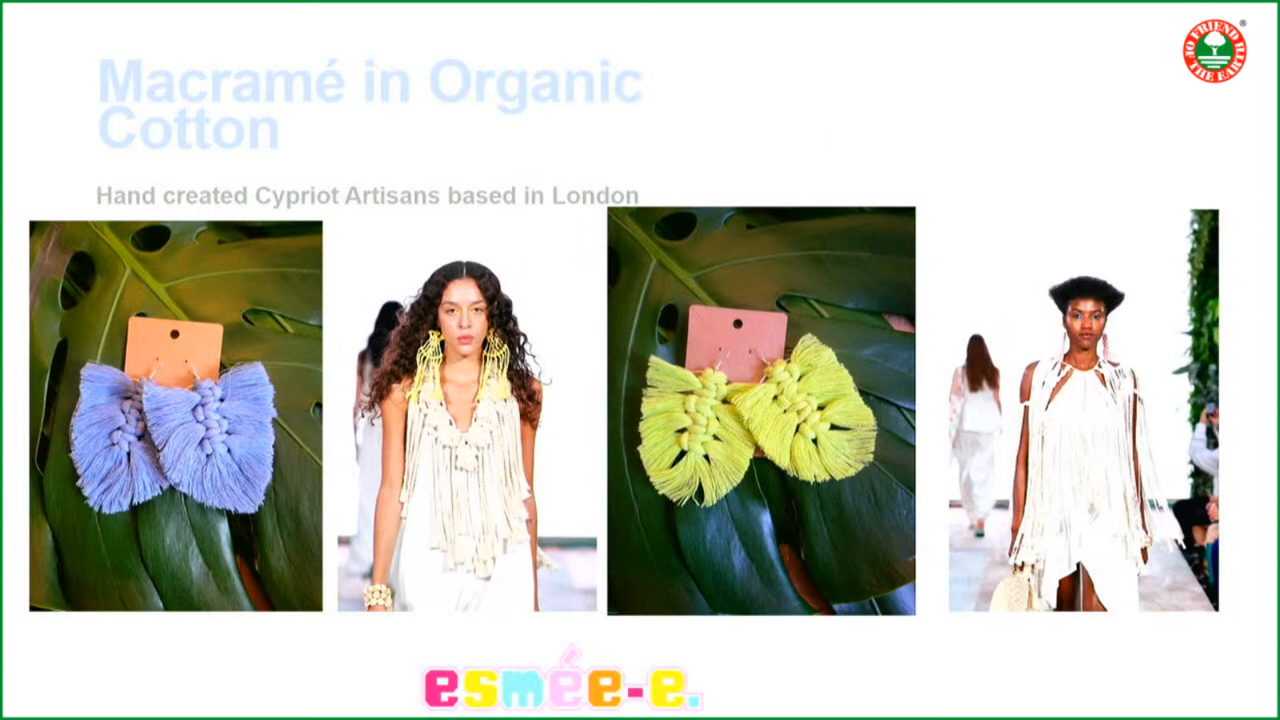 Macramé in Organic
Cotton
Hand created Cypriot Artisans based in London
esmée-e.